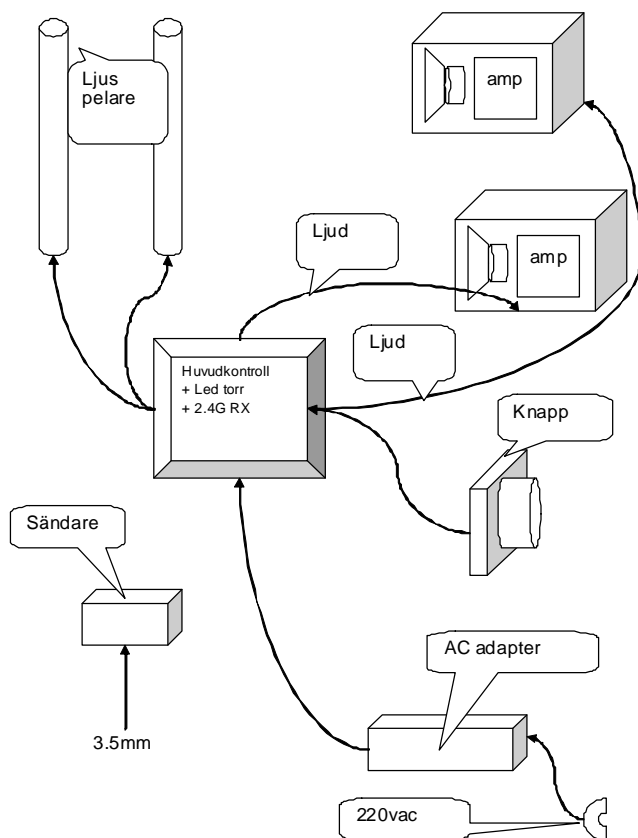 Ljus
pelare
amp
Ljud
amp
Ljud
Huvudkontroll
+ Led torr
+ 2.4G RX
Knapp
Sändare
AC adapter
3.5mm
220vac